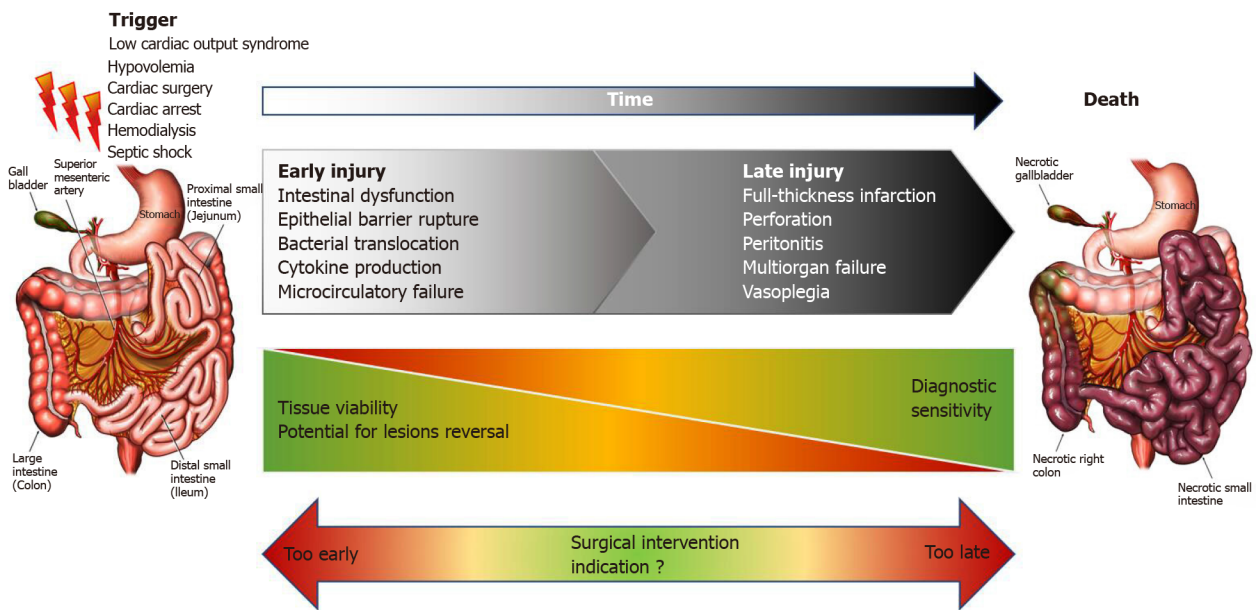 Trigger
Low cardiac output syndrome
Hypovolemia
Cardiac surgery
Cardiac arrest
Hemodialysis
Septic shock
Gall
bladder
Superior
mesenteric
artery
Proximal small
intestine
(Jejunum)
Stomach
Large
intestine
(Colon)
Distal small
intestine
(Ileum)
Time
Death
Early injury
Intestinal dysfunction
Epithelial barrier rupture
Bacterial translocation
Cytokine production
Microcirculatory failure
Late injury
Full-thickness infarction
Perforation
Peritonitis
Multiorgan failure
Vasoplegia
Tissue viability
Potential for lesions reversal
Diagnostic
sensitivity
Too early
Surgical intervention
indication ?
Too late
Necrotic
gallbladder
Stomach
Necrotic right
colon
Necrotic small
intestine